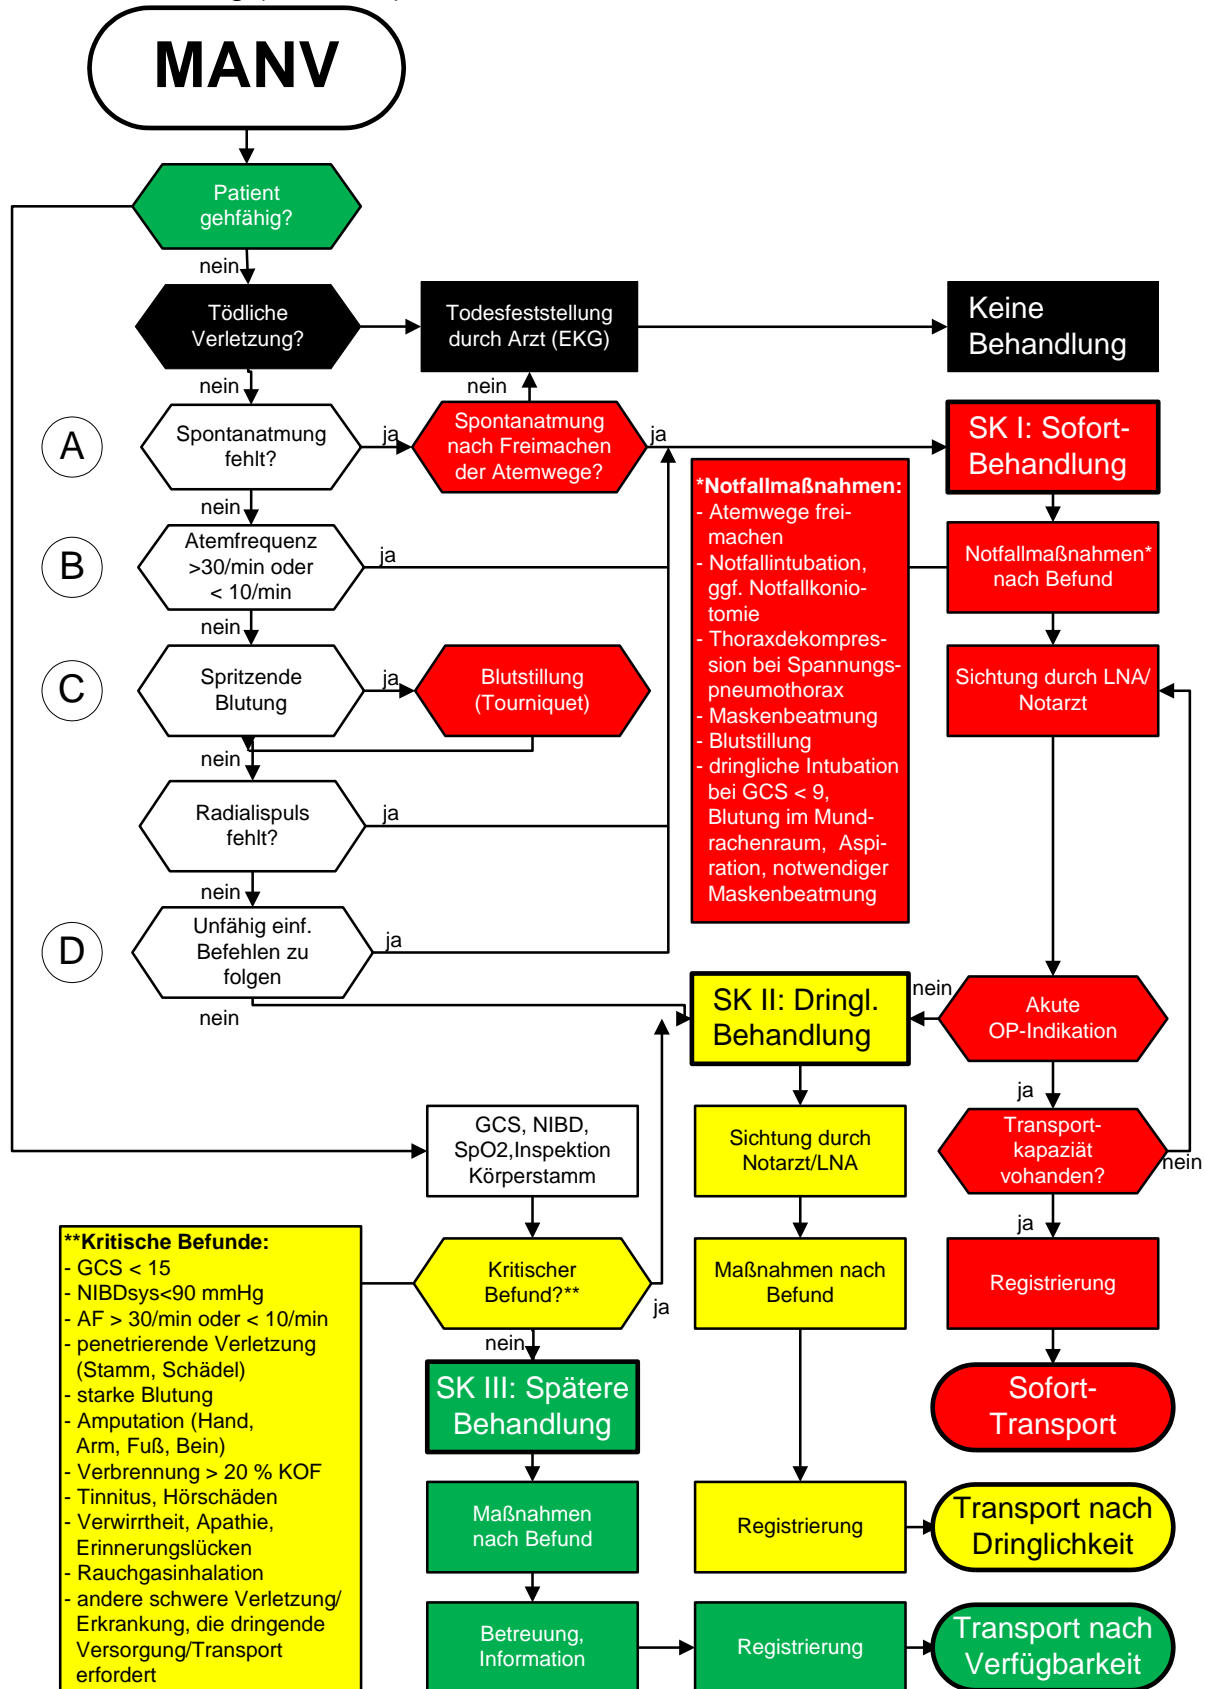 MANV
Patient
gehfähig?
nein
Tödliche
Verletzung?
Todesfeststellung
durch Arzt (EKG)
Keine
Behandlung
nein
nein
A
Spontanatmung
fehlt?
ja
Spontanatmung
nach Freimachen
der Atemwege?
ja
SK I: Sofort-
Behandlung
nein
B
Atemfrequenz
>30/min oder
< 10/min
ja
*Notfallmaßnahmen:
- Atemwege frei-
machen
- Notfallintubation,
ggf. Notfallkonio-
tomie
- Thoraxdekompres-
sion bei Spannungs-
pneumothorax
- Maskenbeatmung
- Blutstillung
- dringliche Intubation
bei GCS < 9,
Blutung im Mund-
rachenraum, Aspi-
ration, notwendiger
Maskenbeatmung
Notfallmaßnahmen*
nach Befund
nein
C
Spritzende
Blutung
ja
Blutstillung
(Tourniquet)
Sichtung durch LNA/
Notarzt
nein
Radialispuls
fehlt?
ja
nein
D
Unfähig einf.
Befehlen zu
folgen
ja
nein
SK II: Dringl.
Behandlung
nein
Akute
OP-Indikation
ja
GCS, NIBD,
SpO2,Inspektion
Körperstamm
Sichtung durch
Notarzt/LNA
Transport-
kapaziät
vohanden?
nein
ja
**Kritische Befunde:
- GCS < 15
- NIBDsys<90 mmHg
- AF > 30/min oder < 10/min
- penetrierende Verletzung
(Stamm, Schädel)
- starke Blutung
- Amputation (Hand,
Arm, Fuß, Bein)
- Verbrennung > 20 % KOF
- Tinnitus, Hörschäden
- Verwirrtheit, Apathie,
Erinnerungslücken
- Rauchgasinhalation
- andere schwere Verletzung/
Erkrankung, die dringende
Versorgung/Transport
erfordert
Kritischer
Befund?**
ja
Maßnahmen nach
Befund
Registrierung
nein
SK III: Spätere
Behandlung
Sofort-
Transport
Maßnahmen
nach Befund
Registrierung
Transport nach
Dringlichkeit
Betreuung,
Information
Registrierung
Transport nach
Verfügbarkeit